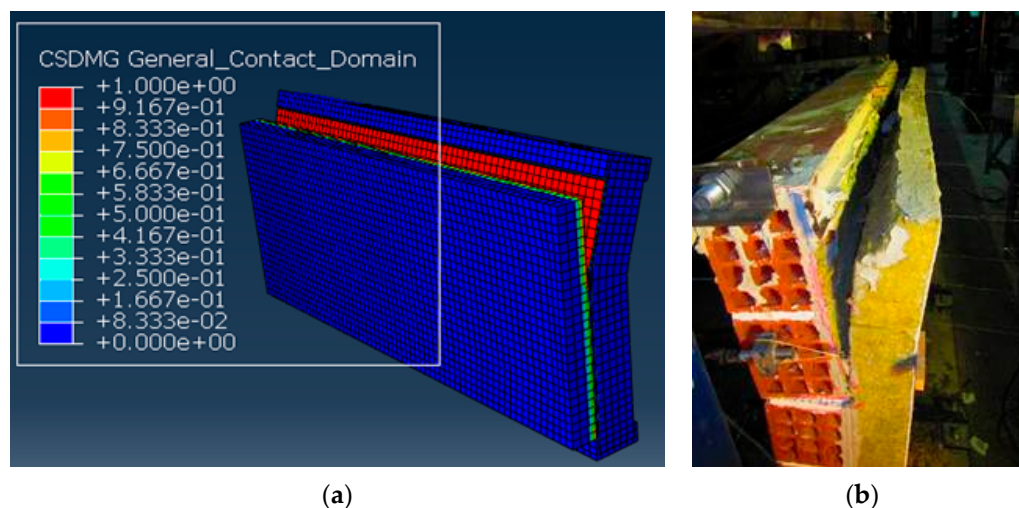 CSDMG General_Contact_Domain
+1.000e+00
+9.167e-01
+8.333e-01
+7.500e-01
+6.667e-01
+5.833e-01
+5.000e-01
+4.167e-01
+3.333e-01
+2.500e-01
+1.667e-01
+8.333e-02
+0.000e+00
(a)
(b)